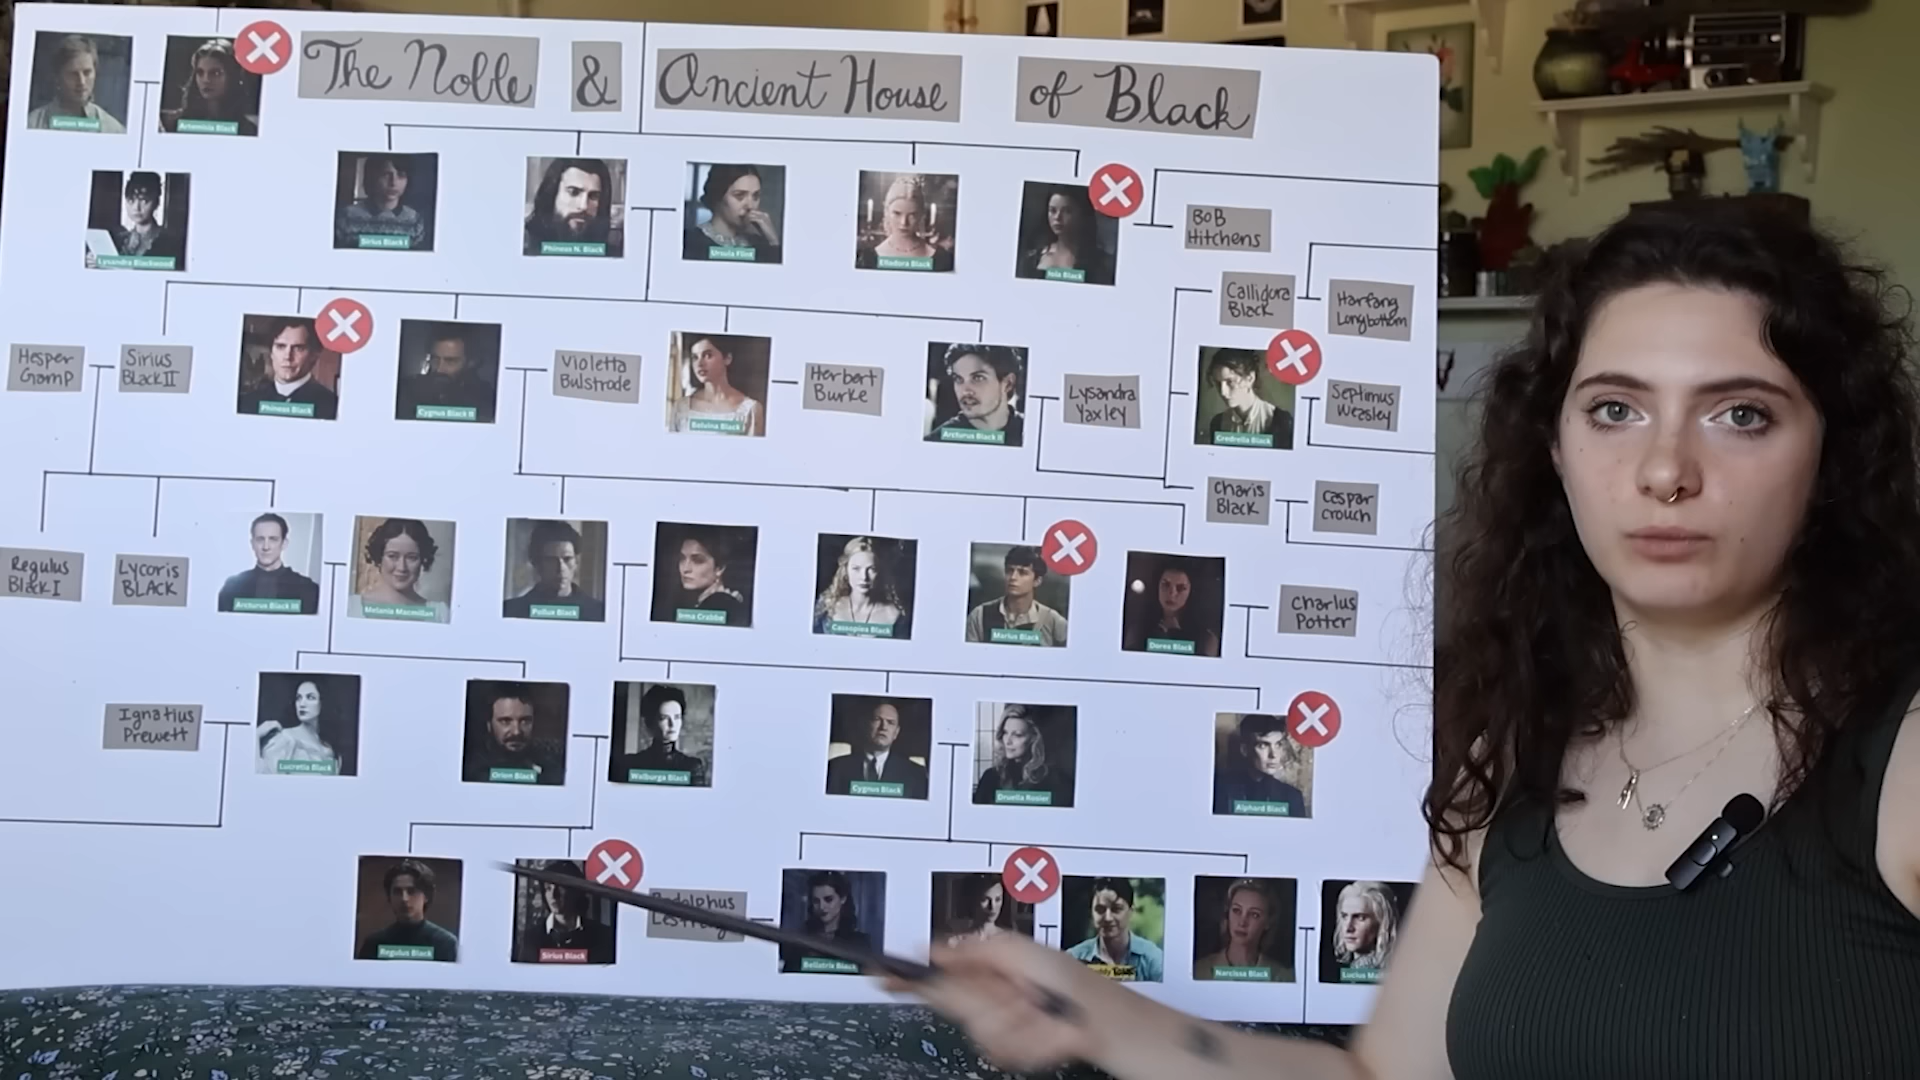 The Noble & Ancient House of Black
Eunon Wood
Artemisia Black
Lysandra Blackwood
Sirius Black I
Phineas N. Black
Ursula Flint
Elladora Black
Isla Black
BoB
Hitchens
Callidora
Black
Harfang
Longbottom
Hesper
Gamp
Sirius
Black II
Phineas Black
Cygnus Black II
Violetta
Bulstrode
Belvina Black
Herbert
Burke
Arcturus Black II
Lysandra
Yaxley
Cedrella Black
Septimus
Weasley
Charis
Black
Caspar
Crouch
Regulus
Black I
Lycoris
BLACK
Arcturus Black III
Melania Macmillan
Pollux Black
Irma Crabbe
Cassiopeia Black
Marius Black
Dorea Black
Charlus
Potter
Ignatius
Prewett
Lucretia Black
Orion Black
Walburga Black
Cygnus Black
Druella Rosier
Alphard Black
Regulus Black
Sirius Black
Rodolphus
Bellatrix Black
Narcissa Black
Lucius